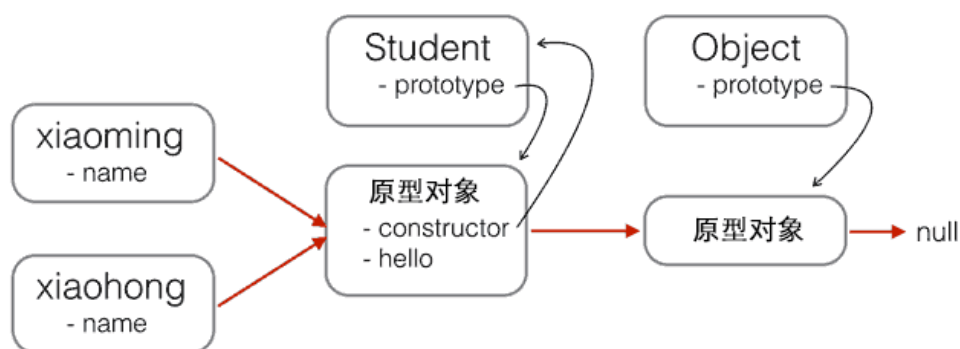 Student
- prototype
Object
- prototype
xiaoming
- name
原型对象
- constructor
- hello
原型对象
null
xiaohong
- name